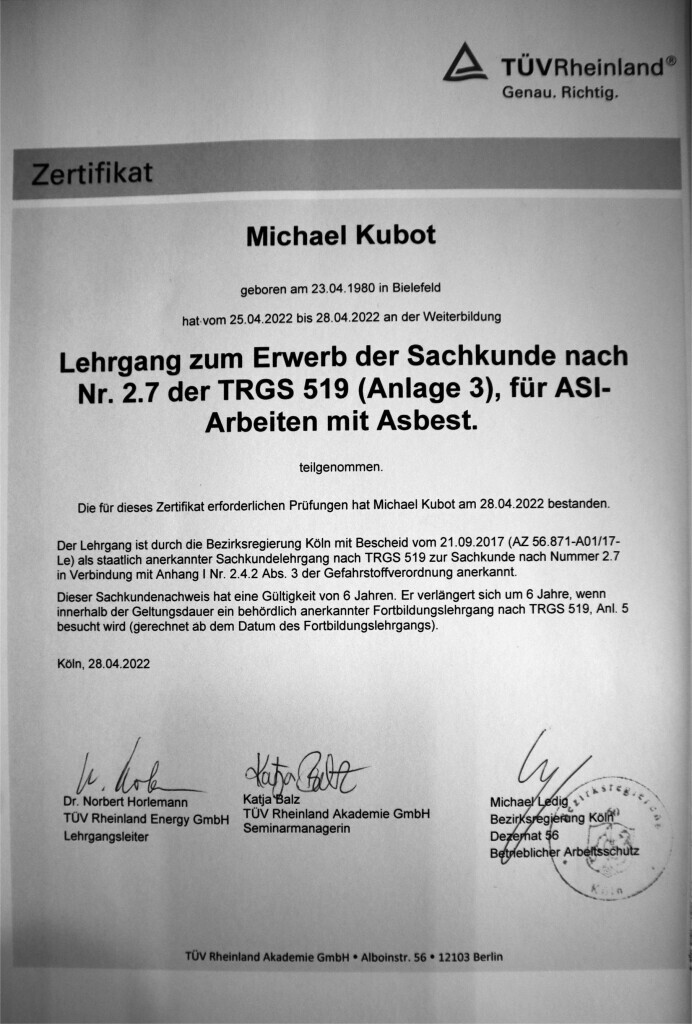 TÜVRheinland®
Genau. Richtig.
Zertifikat
Michael Kubot
geboren am 23.04.1980 in Bielefeld
hat vom 25.04.2022 bis 28.04.2022 an der Weiterbildung
Lehrgang zum Erwerb der Sachkunde nach
Nr. 2.7 der TRGS 519 (Anlage 3), für ASI-
Arbeiten mit Asbest.
teilgenommen.
Die für dieses Zertifikat erforderlichen Prüfungen hat Michael Kubot am 28.04.2022 bestanden.
Der Lehrgang ist durch die Bezirksregierung Köln mit Bescheid vom 21.09.2017 (AZ 56.871-A01/17-
Le) als staatlich anerkannter Sachkundelehrgang nach TRGS 519 zur Sachkunde nach Nummer 2.7
in Verbindung mit Anhang I Nr. 2.4.2 Abs. 3 der Gefahrstoffverordnung anerkannt.
Dieser Sachkundenachweis hat eine Gültigkeit von 6 Jahren. Er verlängert sich um 6 Jahre, wenn
innerhalb der Geltungsdauer ein behördlich anerkannter Fortbildungslehrgang nach TRGS 519, Anl. 5
besucht wird (gerechnet ab dem Datum des Fortbildungslehrgangs).
Köln, 28.04.2022
Katja Balz
Dr. Norbert Horlemann
TÜV Rheinland Energy GmbH
Lehrgangsleiter
Katja Balz
TÜV Rheinland Akademie GmbH
Seminarmanagerin
Michael Ledig
Bezirksregierung Köln
Dezernat 56
Betrieblicher Arbeitsschutz
Bezirksregierung
Köln
TÜV Rheinland Akademie GmbH • Alboinstr. 56 • 12103 Berlin